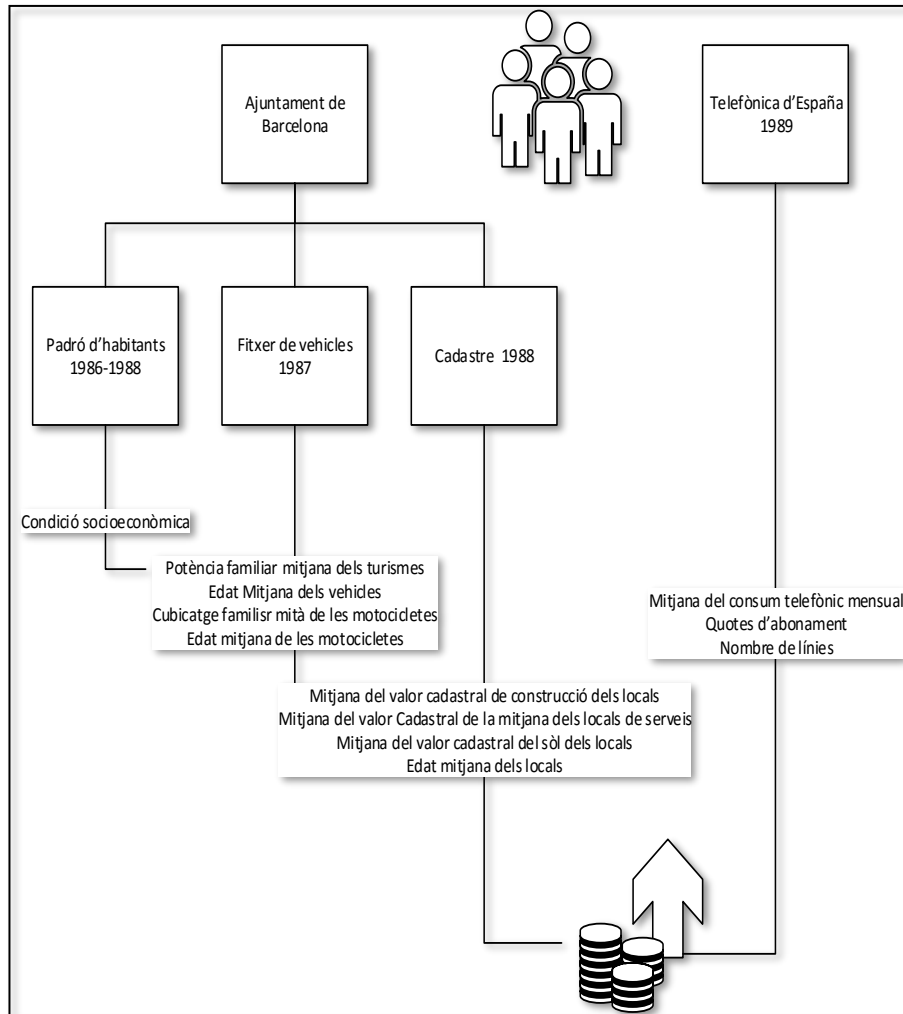 Ajuntament de
Barcelona
Telefònica d’España
1989
Padró d’habitants
1986-1988
Fitxer de vehicles
1987
Cadastre 1988
Condició socioeconòmica
Potència familiar mitjana dels turismes
Edat Mitjana dels vehicles
Cubicatge familisr mità de les motocicletes
Edat mitjana de les motocicletes
Mitjana del consum telefònic mensual
Quotes d’abonament
Nombre de línies
Mitjana del valor cadastral de construcció dels locals
Mitjana del valor Cadastral de la mitjana dels locals de serveis
Mitjana del valor cadastral del sòl dels locals
Edat mitjana dels locals